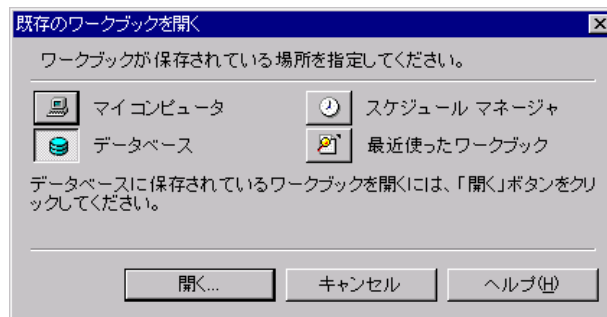 既存のワークブックを開く
ワークブックが保存されている場所を指定してください。
マイコンピュータ
スケジュール マネージャ
データベース
最近使ったワークブック
データベースに保存されているワークブックを開くには、「開く」ボタンをクリ
ックしてください。
開く...
キャンセル
ヘルプ(H)